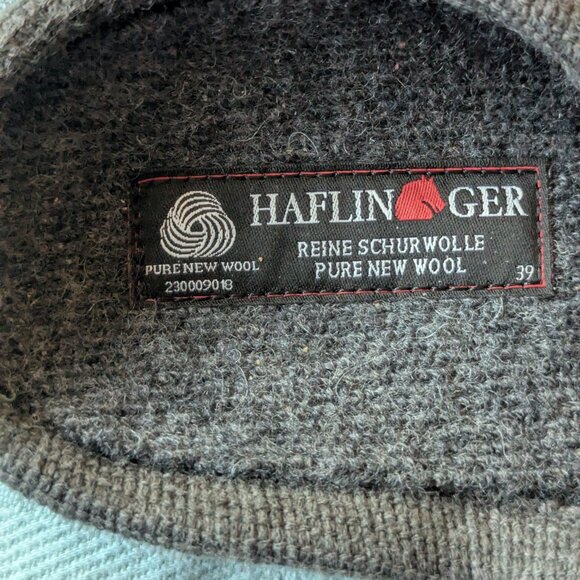 HAFLINGER
REINE SCHURWOLLE
PURE NEW WOOL
PURE NEW WOOL
230009018
39